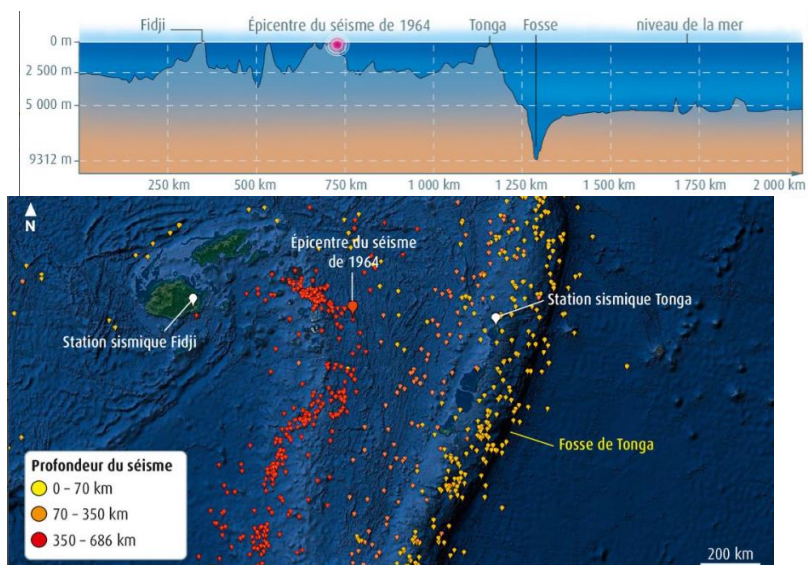 Fidji Épicentre du séisme de 1964 Tonga Fosse niveau de la mer
0 m
2 500 m
5 000 m
9312 m
250 km 500 km 750 km 1 000 km 1 250 km 1 500 km 1 750 km 2 000 km
N
Épicentre du séisme
de 1964
Station sismique Tonga
Station sismique Fidji
Fosse de Tonga
Profondeur du séisme
0 – 70 km
70 – 350 km
350 – 686 km
200 km